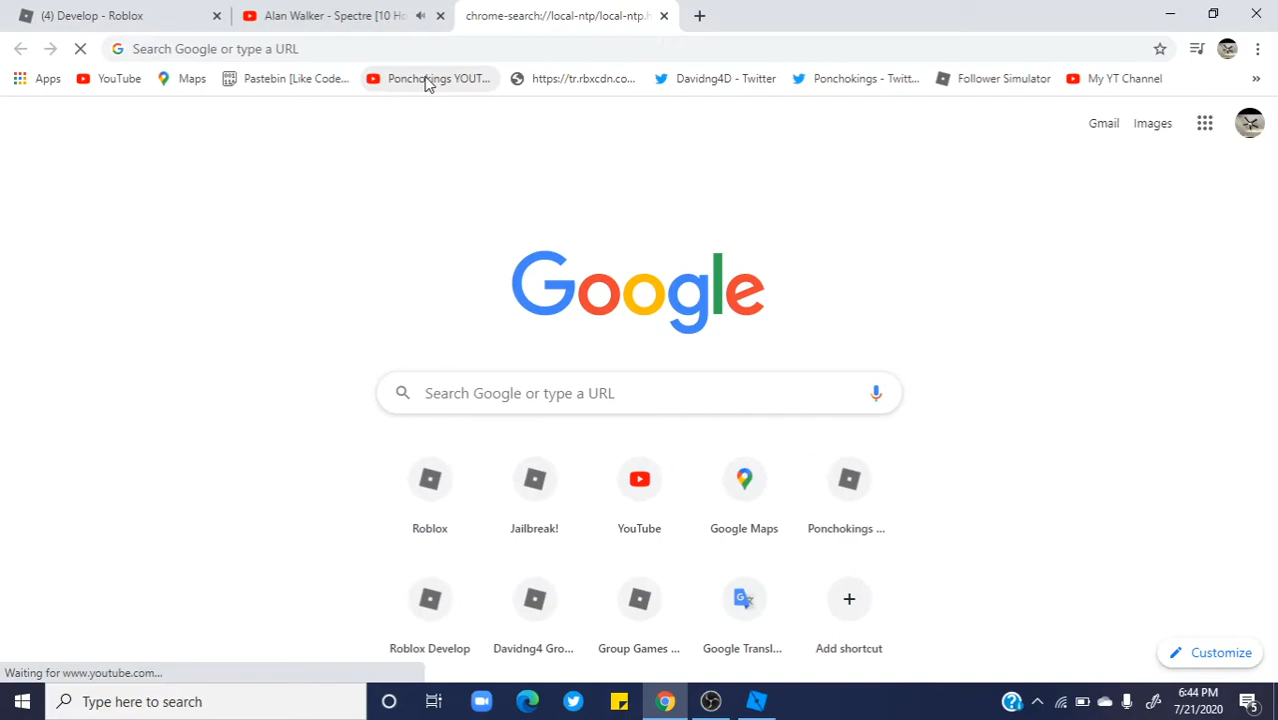 (4) Develop - Roblox
Alan Walker - Spectre [10 Ho
chrome-search://local-ntp/local-ntp.h
Search Google or type a URL
Apps
YouTube
Maps
Pastebin [Like Code...
Ponchokings YOUT...
https://tr.rbxcdn.co...
Davidng4D - Twitter
Ponchokings - Twitt...
Follower Simulator
My YT Channel
»
Gmail
Images
Google
Search Google or type a URL
Roblox
Jailbreak!
YouTube
Google Maps
Ponchokings ...
Roblox Develop
Davidng4 Gro...
Group Games ...
Google Transl...
Add shortcut
Customize
Waiting for www.youtube.com...
Type here to search
6:44 PM
7/21/2020
5